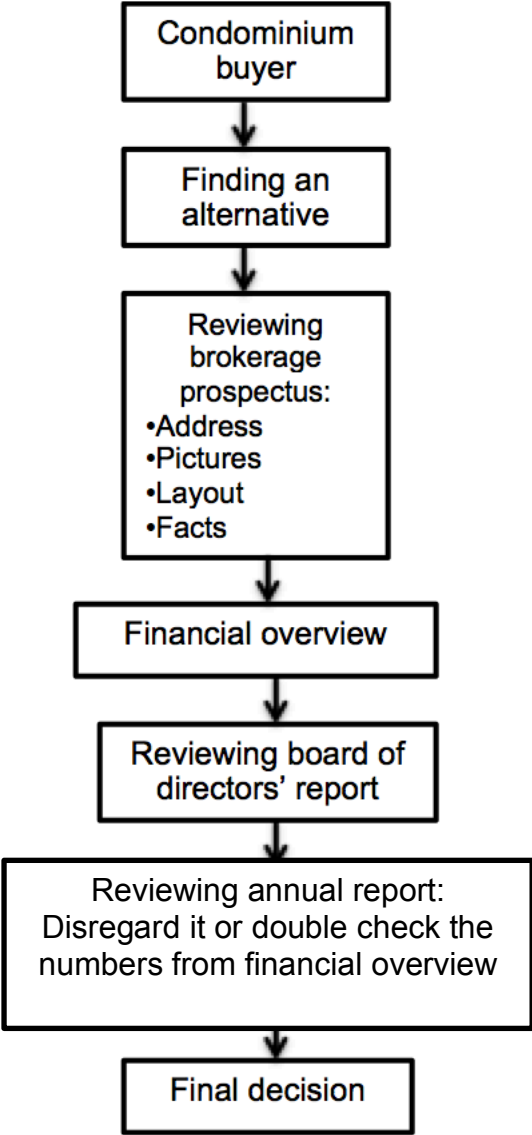 Condominium
buyer
Finding an
alternative
Reviewing
brokerage
prospectus:
•Address
•Pictures
•Layout
•Facts
Financial overview
Reviewing board of
directors’ report
Reviewing annual report:
Disregard it or double check the
numbers from financial overview
Final decision